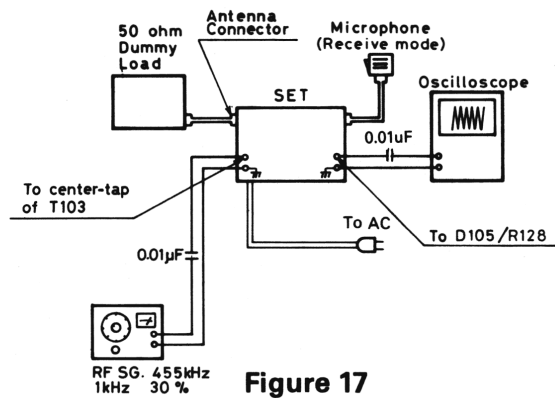 50 ohm
Dummy
Load
Antenna
Connector
Microphone
(Receive mode)
Oscilloscope
SET
0.01uF
To center-tap
of T103
To AC
To D105/R128
0.01µF
RF SG. 455kHz
1kHz 30%
Figure 17